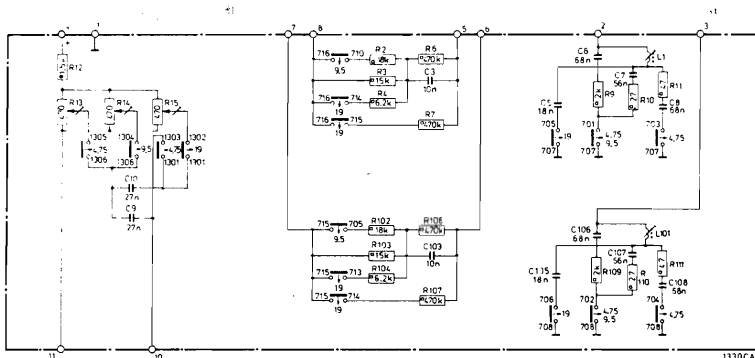 7 8 5 6 2 3
R12
R13 470
R14 470
R15 470
1305 4,75 1306
1304 9,5 1306
1303 4,75 1301
1302 19 1301
C10 27n
C9 27n
11 10
716 710 9,5
R2 18k
R6 470k
R3 15k
C3 10n
R4 6.2k
716 714 19
716 715 19
R7 470k
715 705 9.5
R102 18k
R106 470k
R103 15k
C103 10n
R104 6.2k
715 713 19
715 714 19
R107 470k
C6 68n
L1
C5 18n
R9 2k
C7 56n
R10 27
R11 47
C8 68n
705 19 707
701 4,75 9,5 707
703 4,75 707
C106 68n
L101
C105 18n
R109 2k
C107 56n
R110 27
R111 47
C108 68n
706 19 708
702 4,75 9,5 708
704 4,75 708